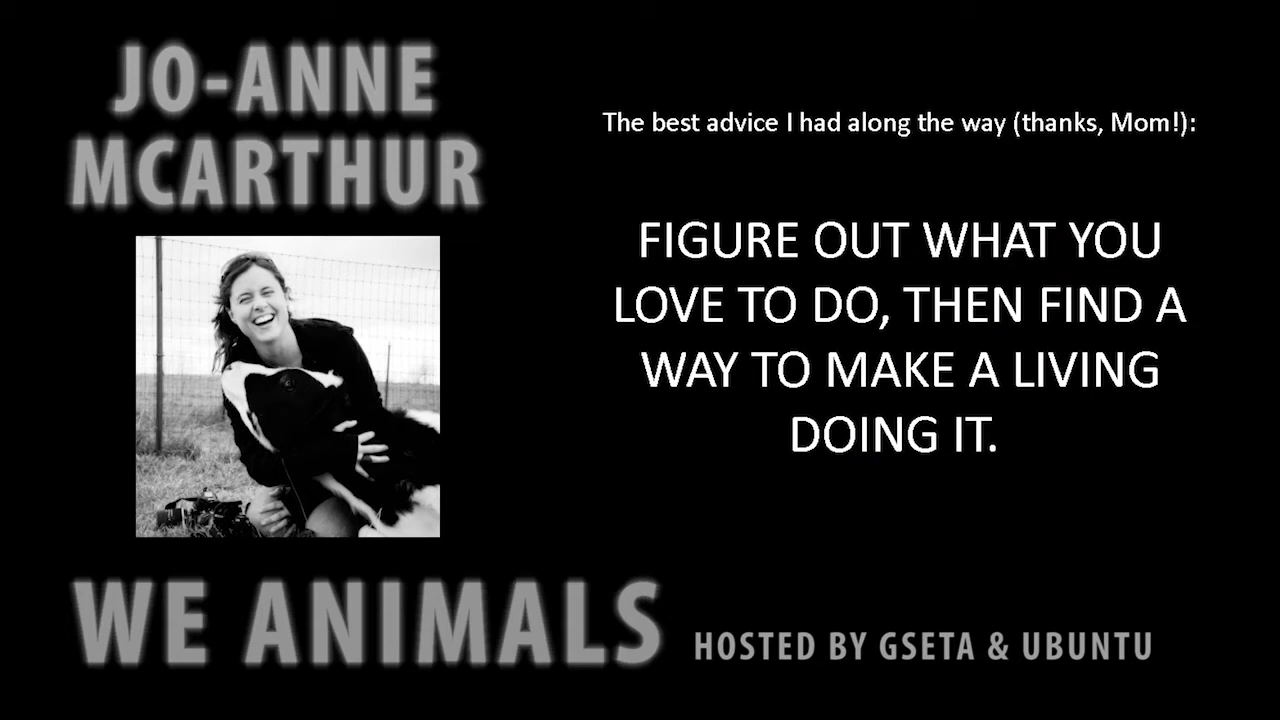 JO-ANNE
MCARTHUR
The best advice I had along the way (thanks, Mom!):
FIGURE OUT WHAT YOU
LOVE TO DO, THEN FIND A
WAY TO MAKE A LIVING
DOING IT.
WE ANIMALS
HOSTED BY GSETA & UBUNTU